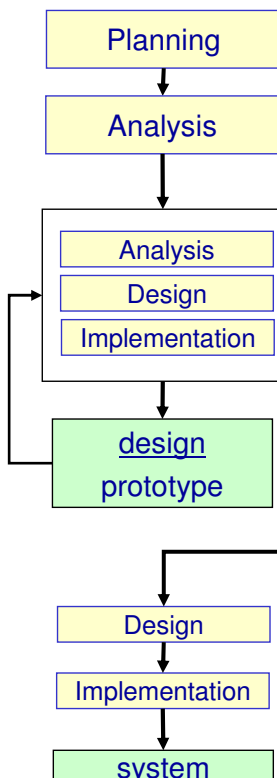 Planning
Analysis
Analysis
Design
Implementation
design
prototype
Design
Implementation
system